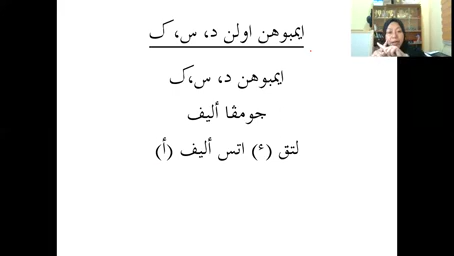 ايمبوهن اولن د، س، ک
ايمبوهن د، س،ک
جومڤا أليف
لتق (ء) اتس أليف (أ)